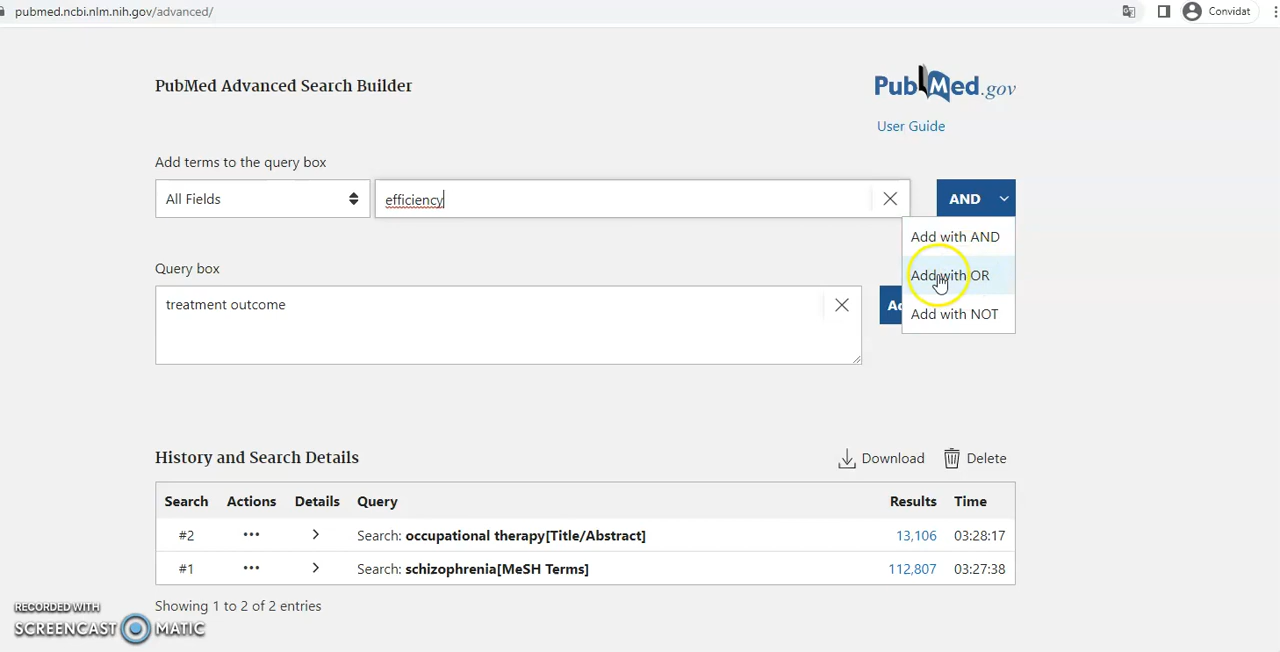 pubmed.ncbi.nlm.nih.gov/advanced/
Convidat
PubMed Advanced Search Builder
PubMed.gov
User Guide
Add terms to the query box
All Fields
efficiency
AND
Add with AND
Add with OR
Add with NOT
Query box
treatment outcome
Ad
History and Search Details
Download
Delete
Search Actions Details Query Results Time
#2 ••• Search: occupational therapy[Title/Abstract] 13,106 03:28:17
#1 ••• Search: schizophrenia[MeSH Terms] 112,807 03:27:38
Showing 1 to 2 of 2 entries
RECORDED WITH
SCREENCAST MATIC